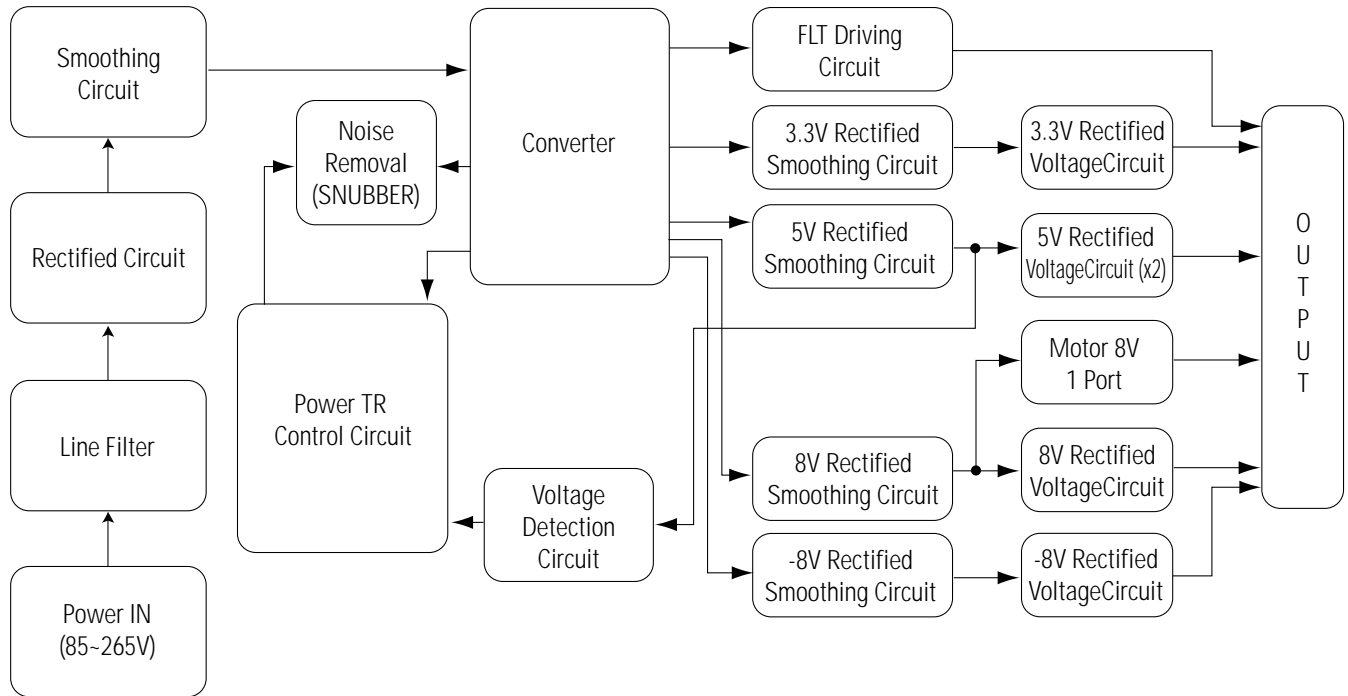 Smoothing
Circuit
Rectified Circuit
Line Filter
Power IN
(85~265V)
Noise
Removal
(SNUBBER)
Power TR
Control Circuit
Converter
Voltage
Detection
Circuit
FLT Driving
Circuit
3.3V Rectified
Smoothing Circuit
5V Rectified
Smoothing Circuit
8V Rectified
Smoothing Circuit
-8V Rectified
Smoothing Circuit
3.3V Rectified
VoltageCircuit
5V Rectified
VoltageCircuit (x2)
Motor 8V
1 Port
8V Rectified
VoltageCircuit
-8V Rectified
VoltageCircuit
O
U
T
P
U
T